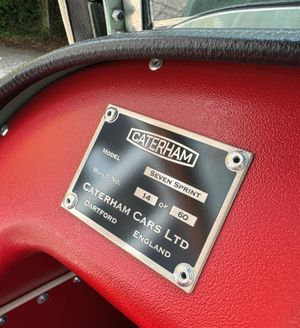 CATERHAM
MODEL SEVEN SPRINT
BUILD NO. 14 OF 60
CATERHAM CARS LTD
DARTFORD ENGLAND